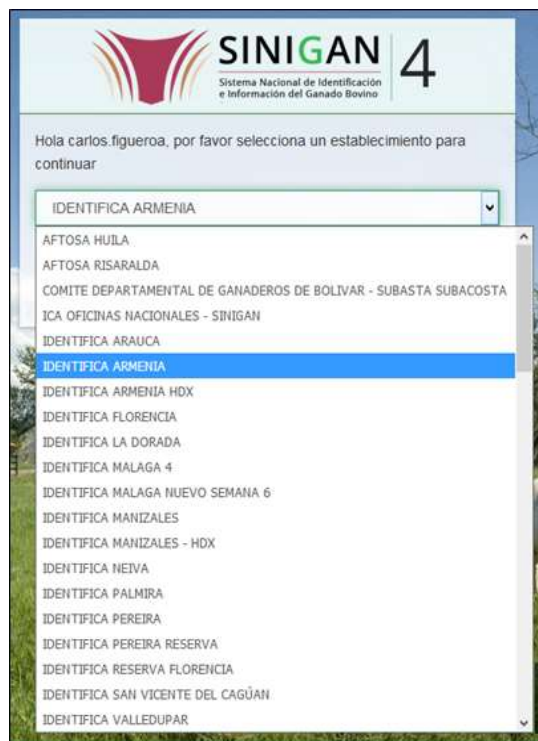 SINIGAN 4
Sistema Nacional de Identificación
e Información del Ganado Bovino
Hola carlos.figueroa, por favor selecciona un establecimiento para
continuar
IDENTIFICA ARMENIA
AFTOSA HUILA
AFTOSA RISARALDA
COMITE DEPARTAMENTAL DE GANADEROS DE BOLIVAR - SUBASTA SUBACOSTA
ICA OFICINAS NACIONALES - SINIGAN
IDENTIFICA ARAUCA
IDENTIFICA ARMENIA
IDENTIFICA ARMENIA HDX
IDENTIFICA FLORENCIA
IDENTIFICA LA DORADA
IDENTIFICA MALAGA 4
IDENTIFICA MALAGA NUEVO SEMANA 6
IDENTIFICA MANIZALES
IDENTIFICA MANIZALES - HDX
IDENTIFICA NEIVA
IDENTIFICA PALMIRA
IDENTIFICA PEREIRA
IDENTIFICA PEREIRA RESERVA
IDENTIFICA RESERVA FLORENCIA
IDENTIFICA SAN VICENTE DEL CAGÚAN
IDENTIFICA VALLEDUPAR